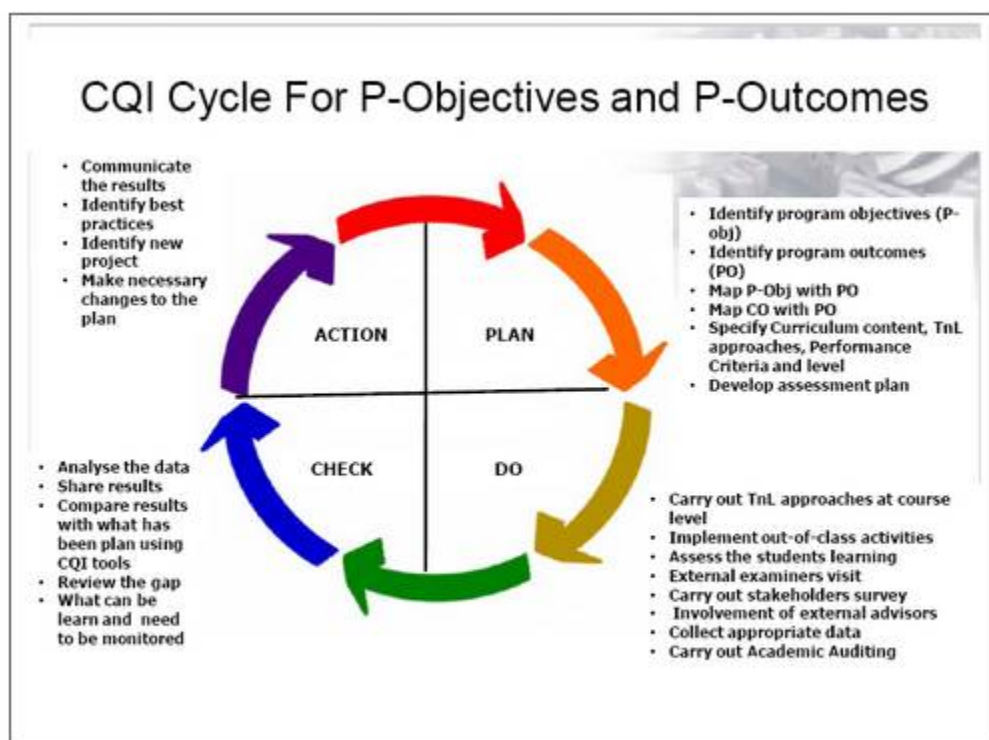 CQI Cycle For P-Objectives and P-Outcomes
• Communicate
the results
• Identify best
practices
• Identify new
project
• Make necessary
changes to the
plan
ACTION
PLAN
• Identify program objectives (P-
obj)
• Identify program outcomes
(PO)
• Map P-Obj with PO
• Map CO with PO
• Specify Curriculum content, TnL
approaches, Performance
Criteria and level
• Develop assessment plan
• Analyse the data
• Share results
• Compare results
with what has
been plan using
CQI tools
• Review the gap
• What can be
learn and need
to be monitored
CHECK
DO
• Carry out TnL approaches at course
level
• Implement out-of-class activities
• Assess the students learning
• External examiners visit
• Carry out stakeholders survey
• Involvement of external advisors
• Collect appropriate data
• Carry out Academic Auditing